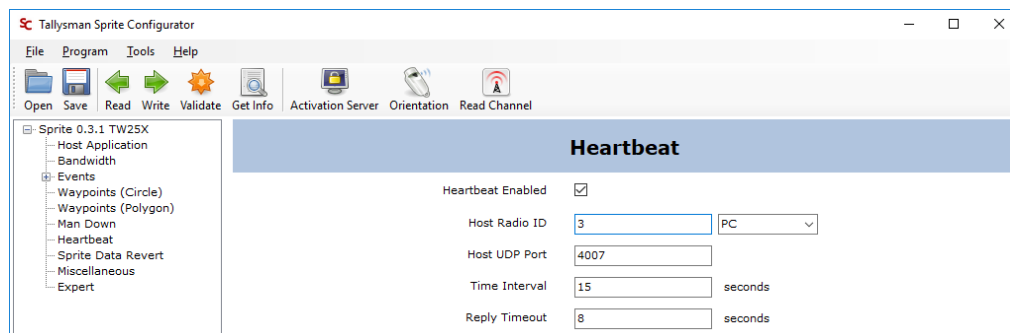 SC Tallysman Sprite Configurator
File Program Tools Help
Open Save Read Write Validate Get Info Activation Server Orientation Read Channel
Sprite 0.3.1 TW25X
Host Application
Bandwidth
Events
Waypoints (Circle)
Waypoints (Polygon)
Man Down
Heartbeat
Sprite Data Revert
Miscellaneous
Expert
Heartbeat
Heartbeat Enabled
Host Radio ID 3 PC
Host UDP Port 4007
Time Interval 15 seconds
Reply Timeout 8 seconds